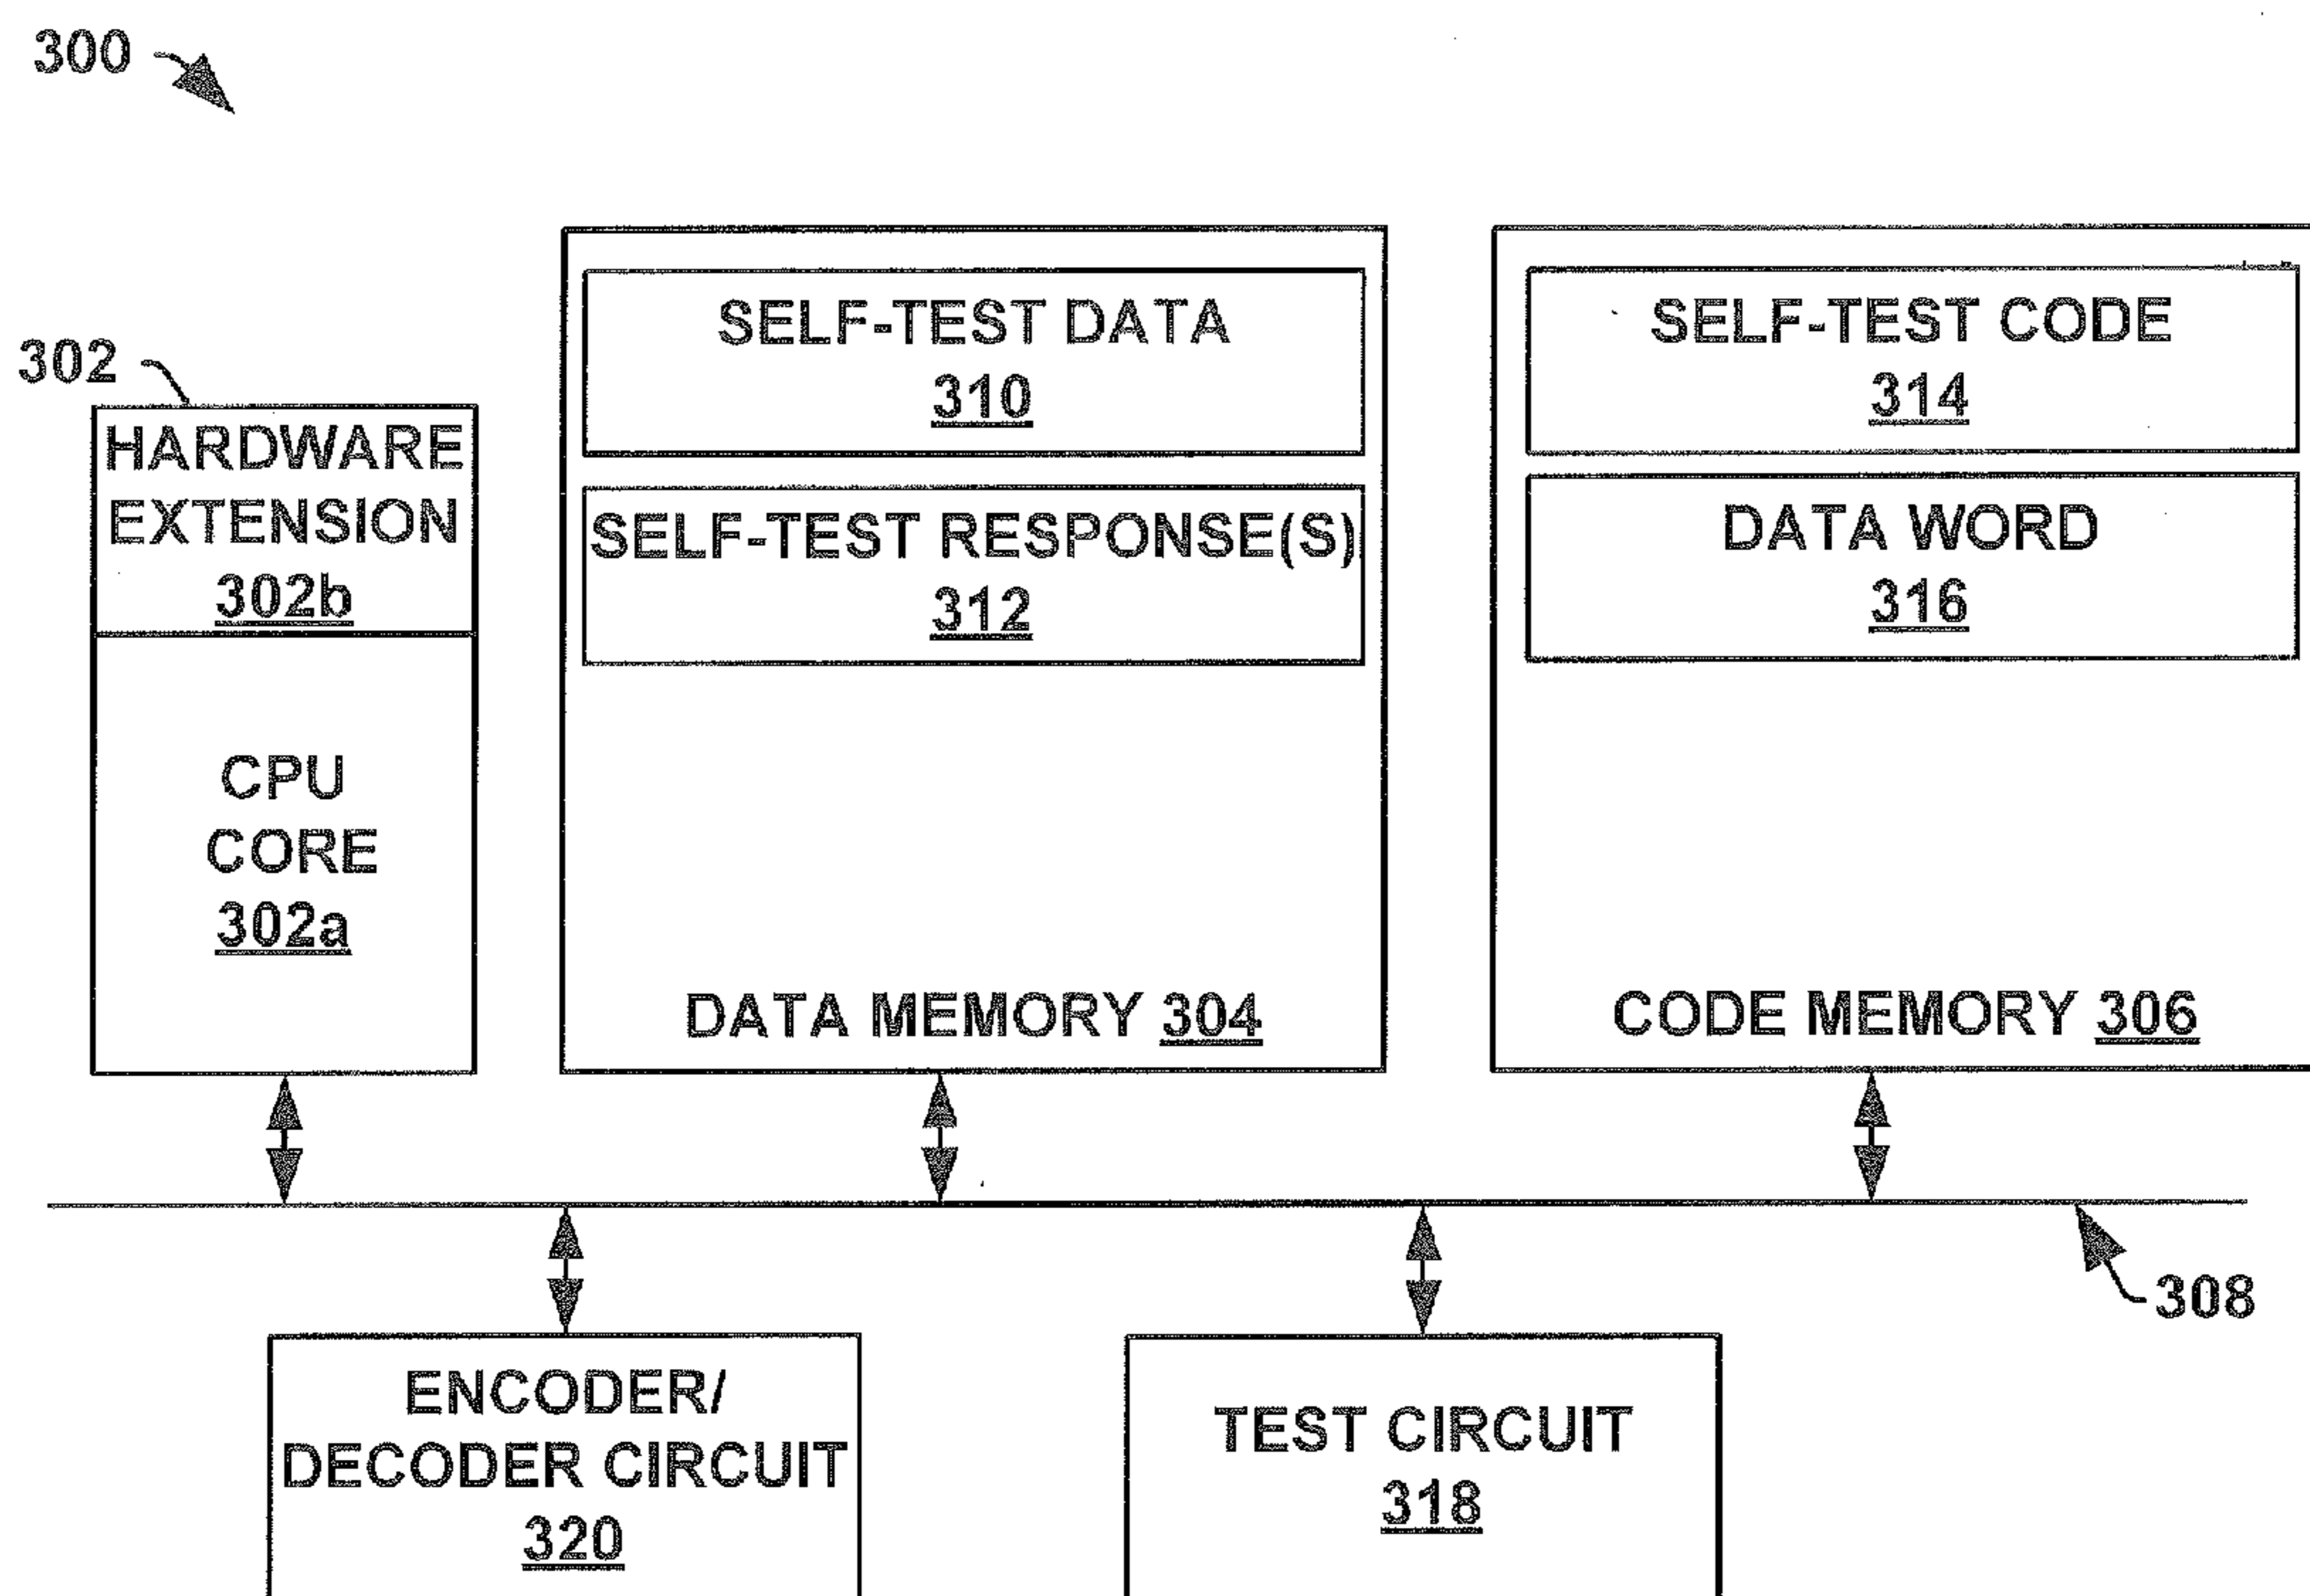 300
302
HARDWARE
EXTENSION
302b
CPU
CORE
302a
SELF-TEST DATA
310
SELF-TEST RESPONSE(S)
312
DATA MEMORY 304
SELF-TEST CODE
314
DATA WORD
316
CODE MEMORY 306
308
ENCODER/
DECODER CIRCUIT
320
TEST CIRCUIT
318